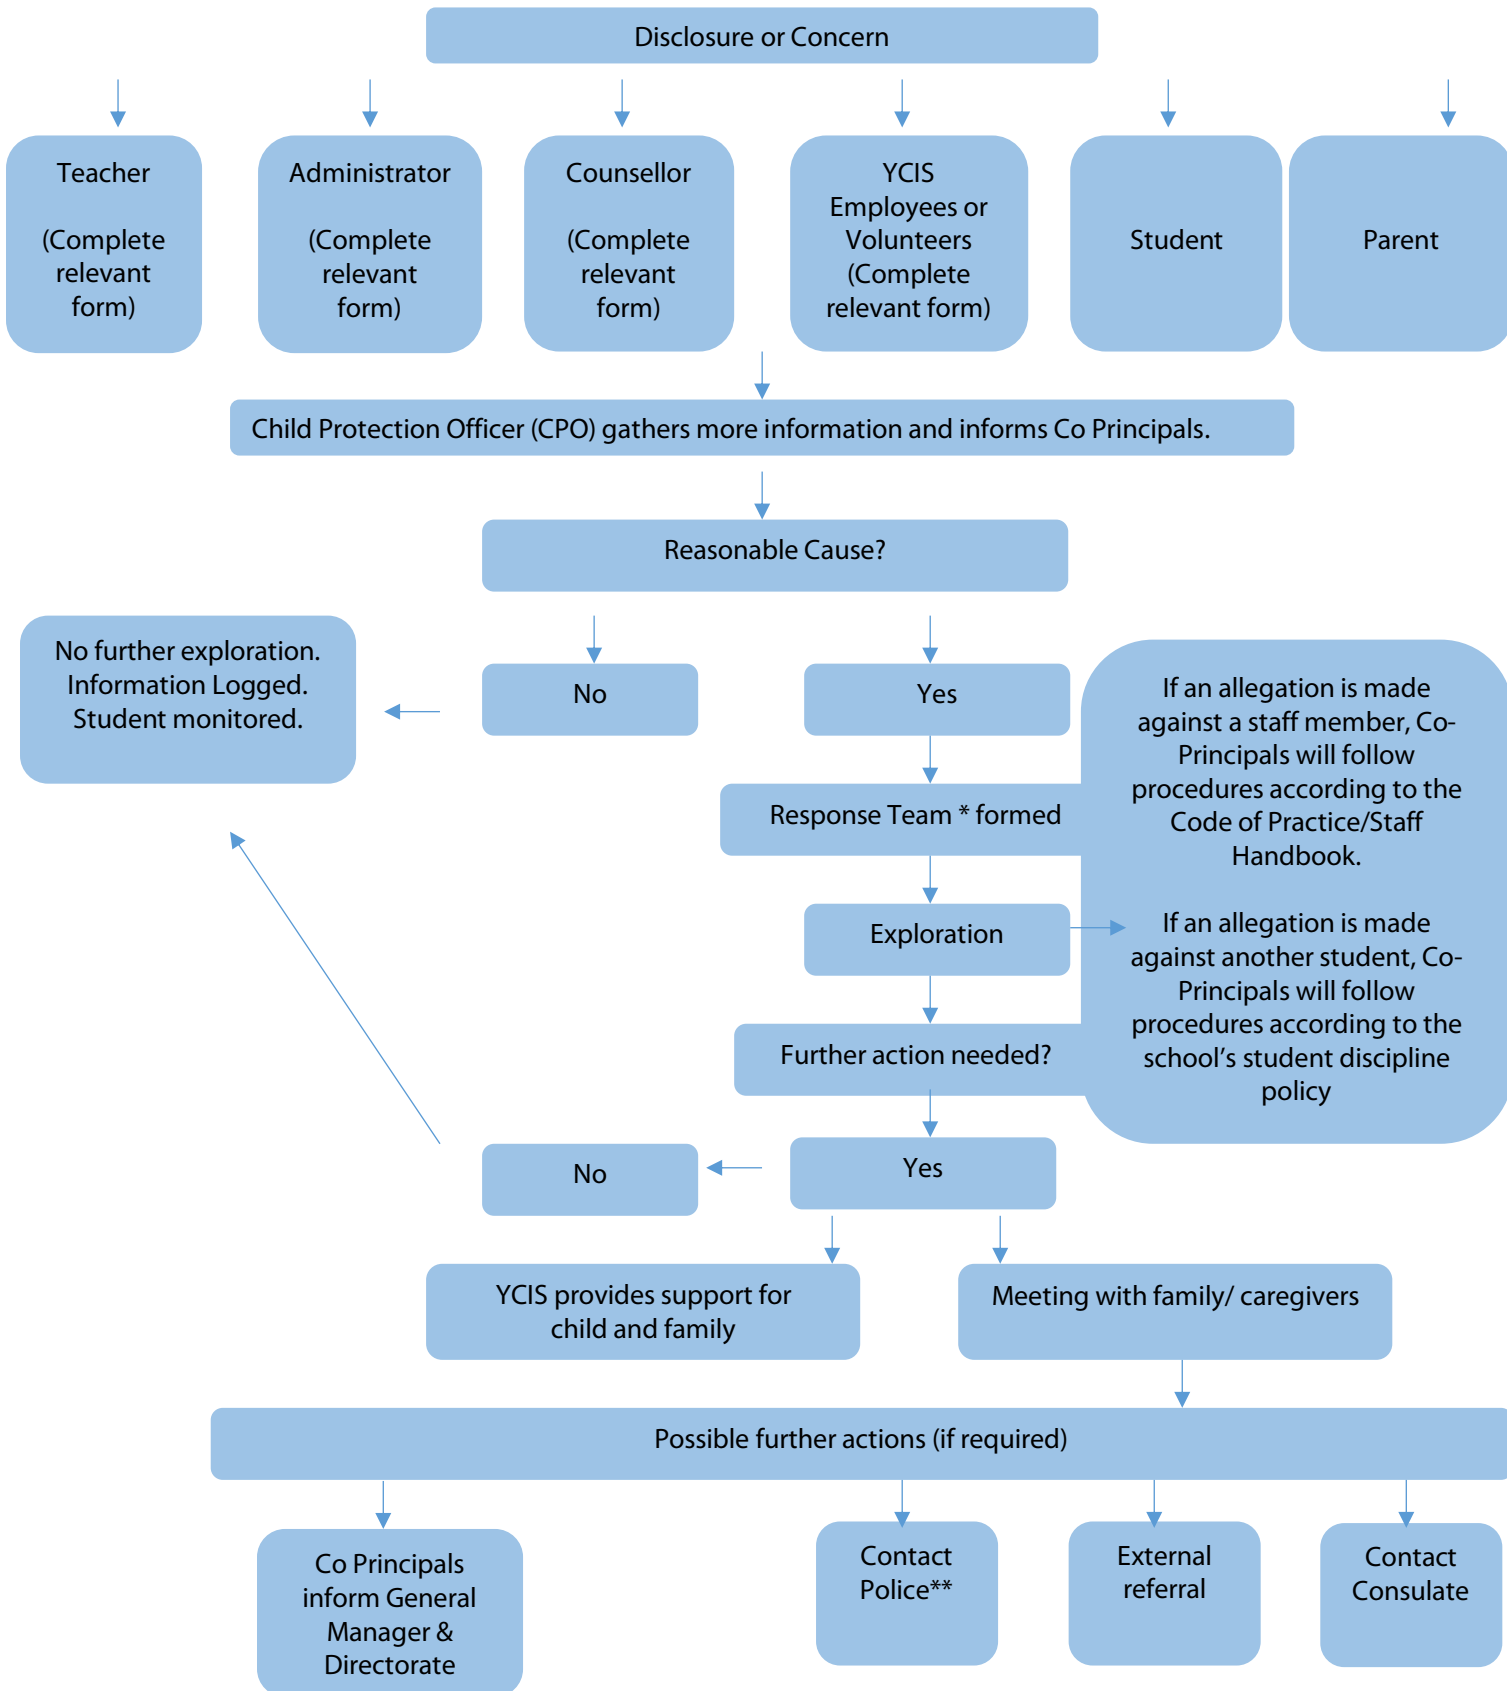 Disclosure or Concern
Teacher
(Complete
relevant
form)
Administrator
(Complete
relevant
form)
Counsellor
(Complete
relevant
form)
YCIS
Employees or
Volunteers
(Complete
relevant form)
Student
Parent
Child Protection Officer (CPO) gathers more information and informs Co Principals.
Reasonable Cause?
No further exploration.
Information Logged.
Student monitored.
No
Yes
If an allegation is made
against a staff member, Co-
Principals will follow
procedures according to the
Code of Practice/Staff
Handbook.
If an allegation is made
against another student, Co-
Principals will follow
procedures according to the
school’s student discipline
policy
Response Team * formed
Exploration
Further action needed?
No
Yes
YCIS provides support for
child and family
Meeting with family/ caregivers
Possible further actions (if required)
Co Principals
inform General
Manager &
Directorate
Contact
Police**
External
referral
Contact
Consulate